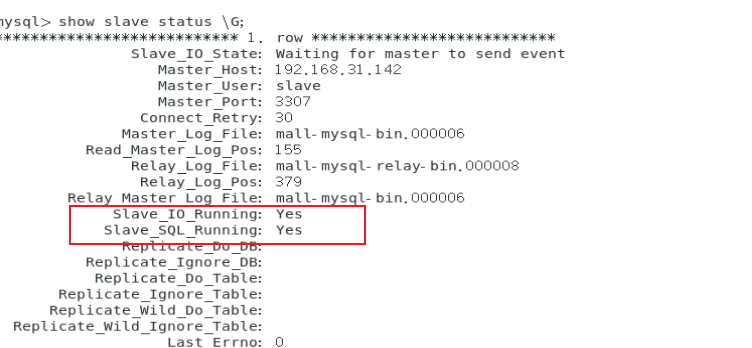 mysql> show slave status \G;
*************************** 1. row ***************************
Slave_IO_State: Waiting for master to send event
Master_Host: 192.168.31.142
Master_User: slave
Master_Port: 3307
Connect_Retry: 30
Master_Log_File: mall-mysql-bin.000006
Read_Master_Log_Pos: 155
Relay_Log_File: mall-mysql-relay-bin.000008
Relay_Log_Pos: 379
Relay_Master_Log_File: mall-mysql-bin.000006
Slave_IO_Running: Yes
Slave_SQL_Running: Yes
Replicate_Do_DB:
Replicate_Ignore_DB:
Replicate_Do_Table:
Replicate_Ignore_Table:
Replicate_Wild_Do_Table:
Replicate_Wild_Ignore_Table:
Last_Errno: 0